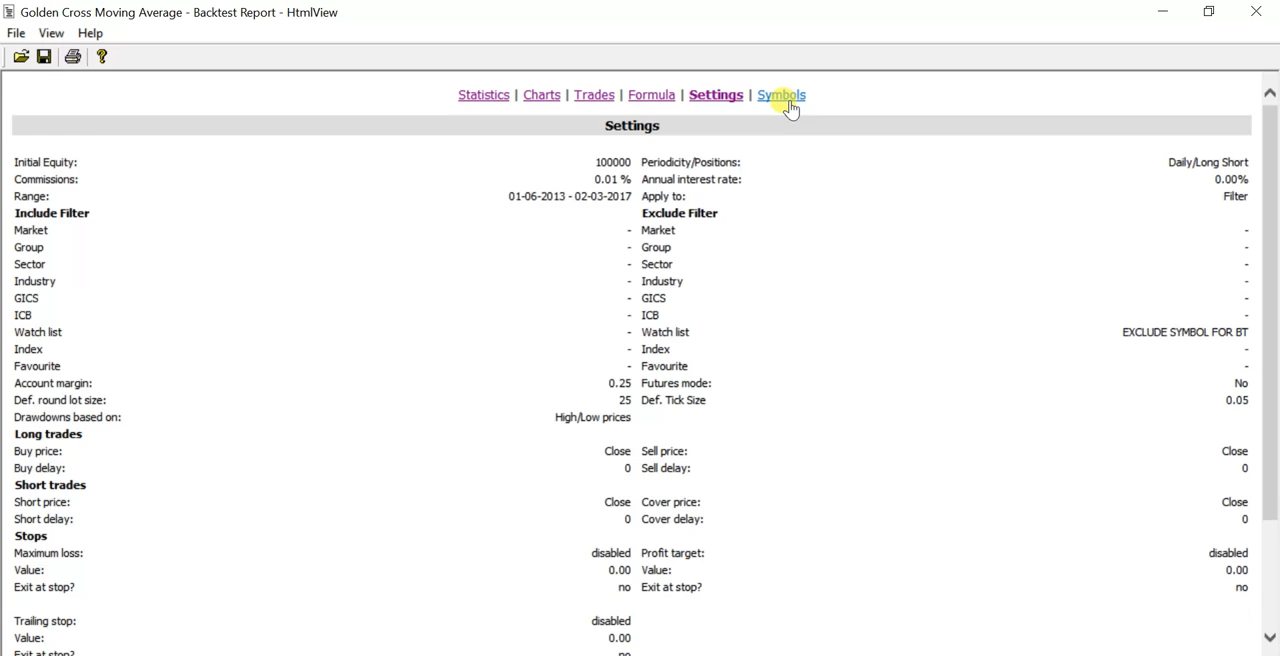 Golden Cross Moving Average - Backtest Report - HtmlView
File View Help
Statistics | Charts | Trades | Formula | Settings | Symbols
Settings
Initial Equity: 100000 Periodicity/Positions: Daily/Long Short
Commissions: 0.01 % Annual interest rate: 0.00%
Range: 01-06-2013 - 02-03-2017 Apply to: Filter
Include Filter Exclude Filter
Market - Market -
Group - Group -
Sector - Sector -
Industry - Industry -
GICS - GICS -
ICB - ICB -
Watch list - Watch list EXCLUDE SYMBOL FOR BT
Index - Index -
Favourite - Favourite -
Account margin: 0.25 Futures mode: No
Def. round lot size: 25 Def. Tick Size 0.05
Drawdowns based on: High/Low prices
Long trades
Buy price: Close Sell price: Close
Buy delay: 0 Sell delay: 0
Short trades
Short price: Close Cover price: Close
Short delay: 0 Cover delay: 0
Stops
Maximum loss: disabled Profit target: disabled
Value: 0.00 Value: 0.00
Exit at stop? no Exit at stop? no
Trailing stop: disabled
Value: 0.00
Exit at stop? no